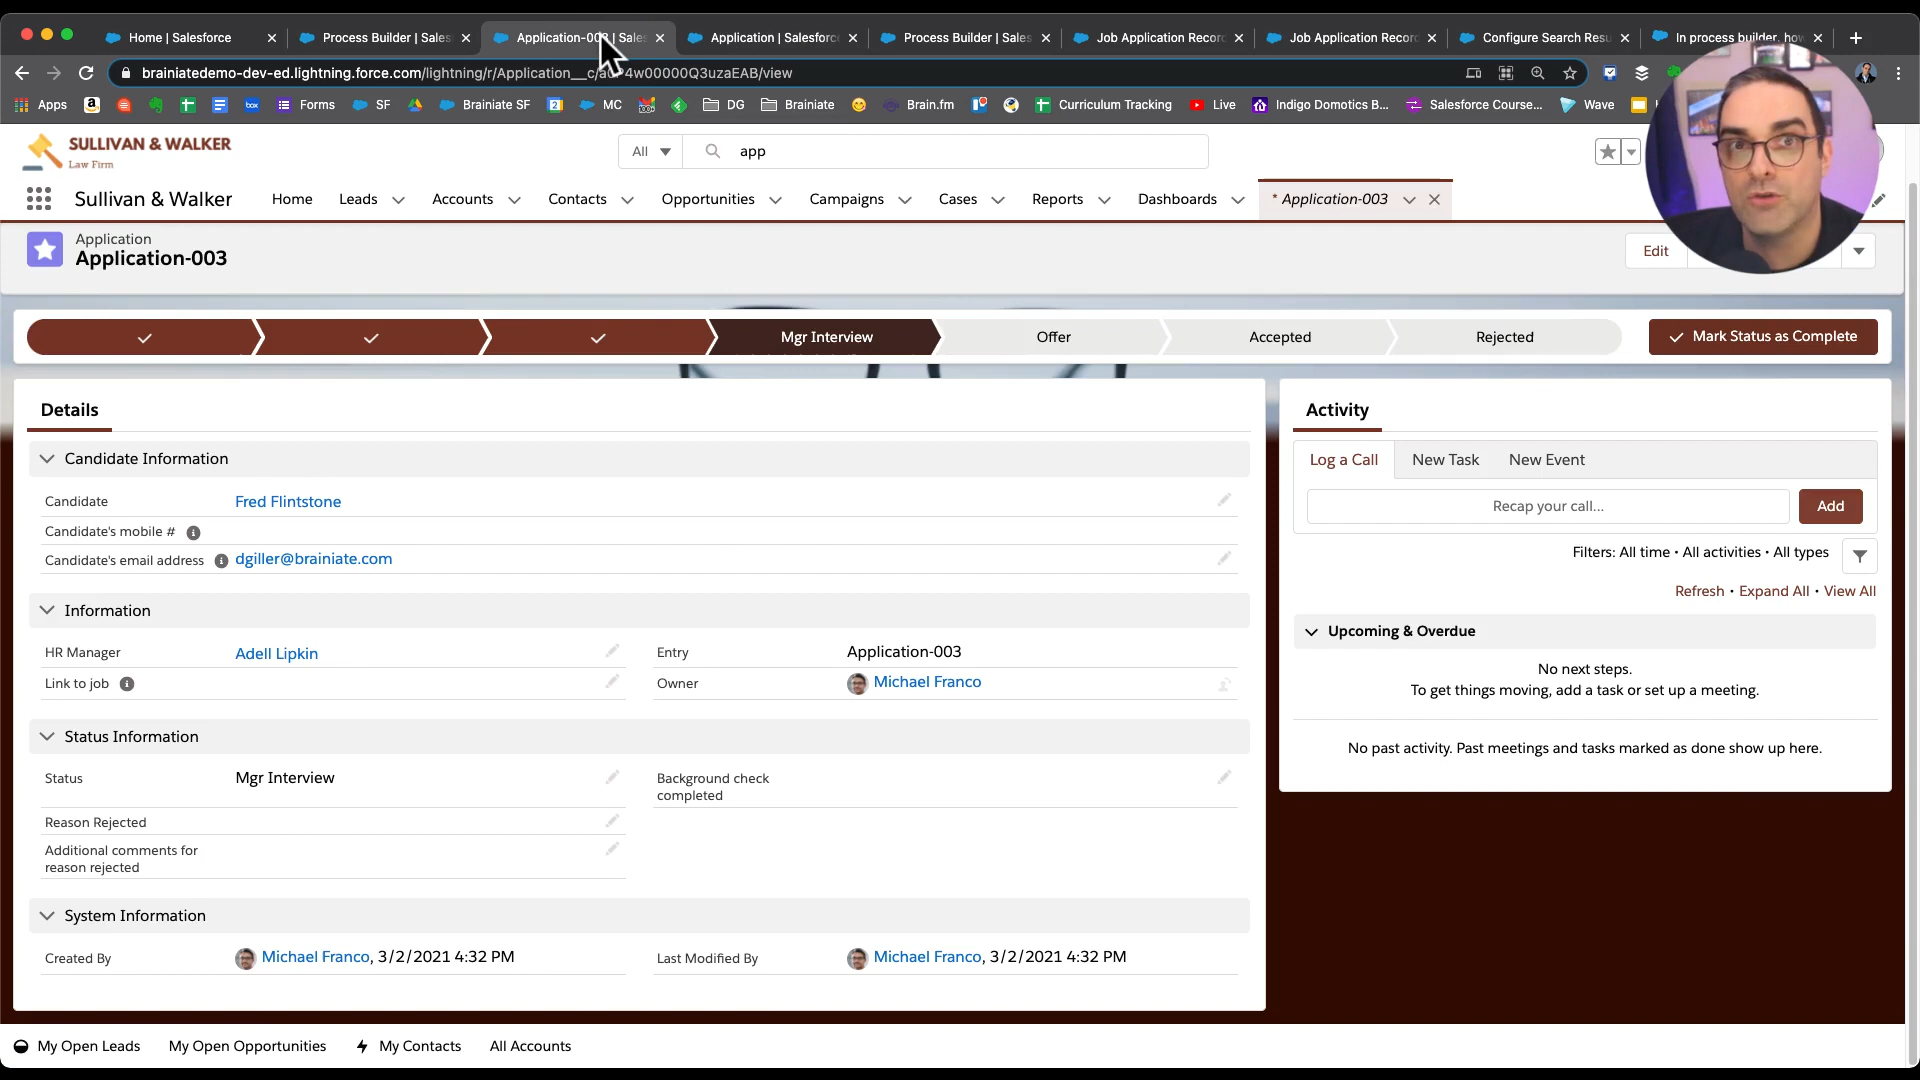 Home | Salesforce
Process Builder | Sales
Application-00 | Sales
Application | Salesforce
Process Builder | Sales
Job Application Record
Job Application Record
Configure Search Resu
In process builder, how
brainiatedemo-dev-ed.lightning.force.com/lightning/r/Application__c/a0P4w00000Q3uzaEAB/view
Apps
box
Forms
SF
Brainiate SF
2
MC
DG
Brainiate
Brain.fm
Curriculum Tracking
Live
Indigo Domotics B...
Salesforce Course...
Wave
SULLIVAN & WALKER
Law Firm
All
app
Sullivan & Walker
Home
Leads
Accounts
Contacts
Opportunities
Campaigns
Cases
Reports
Dashboards
* Application-003
Application
Application-003
Edit
Mgr Interview
Offer
Accepted
Rejected
Mark Status as Complete
Details
Candidate Information
Candidate
Fred Flintstone
Candidate's mobile #
Candidate's email address
dgiller@brainiate.com
Information
HR Manager
Adell Lipkin
Entry
Application-003
Link to job
Owner
Michael Franco
Status Information
Status
Mgr Interview
Background check
completed
Reason Rejected
Additional comments for
reason rejected
System Information
Created By
Michael Franco, 3/2/2021 4:32 PM
Last Modified By
Michael Franco, 3/2/2021 4:32 PM
Activity
Log a Call
New Task
New Event
Recap your call...
Add
Filters: All time • All activities • All types
Refresh • Expand All • View All
Upcoming & Overdue
No next steps.
To get things moving, add a task or set up a meeting.
No past activity. Past meetings and tasks marked as done show up here.
My Open Leads
My Open Opportunities
My Contacts
All Accounts